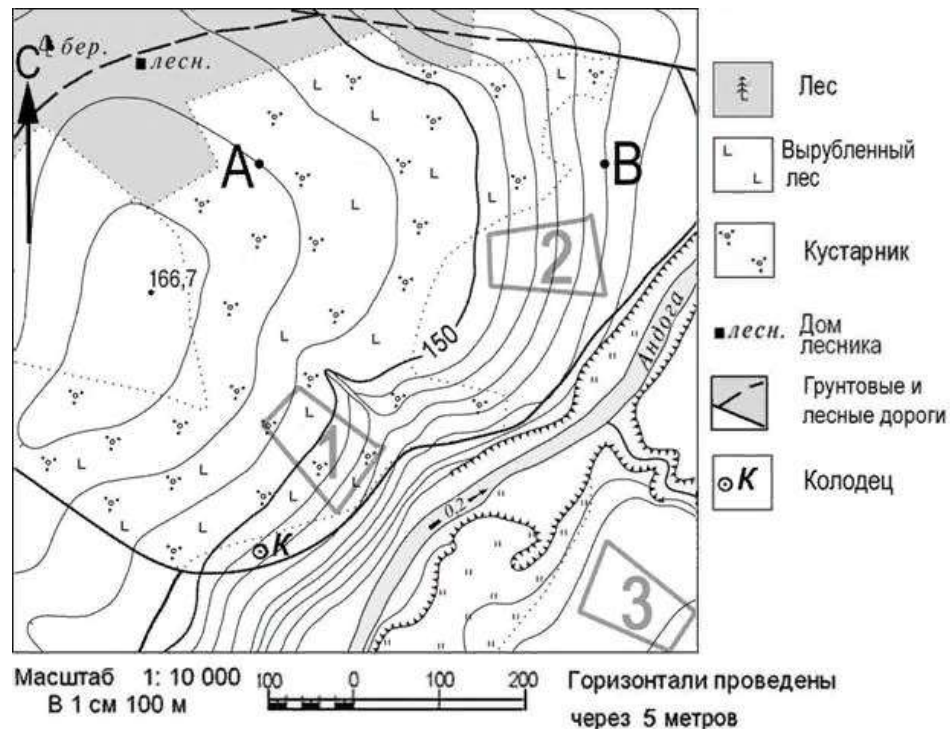 бер.
С
лесн.
А
В
2
166,7
150
Андога
1
0,2
К
3
Лес
Вырубленный
лес
Кустарник
лесн. Дом
лесника
Грунтовые и
лесные дороги
К Колодец
Масштаб 1: 10 000
В 1 см 100 м
100 0 100 200
Горизонтали проведены
через 5 метров